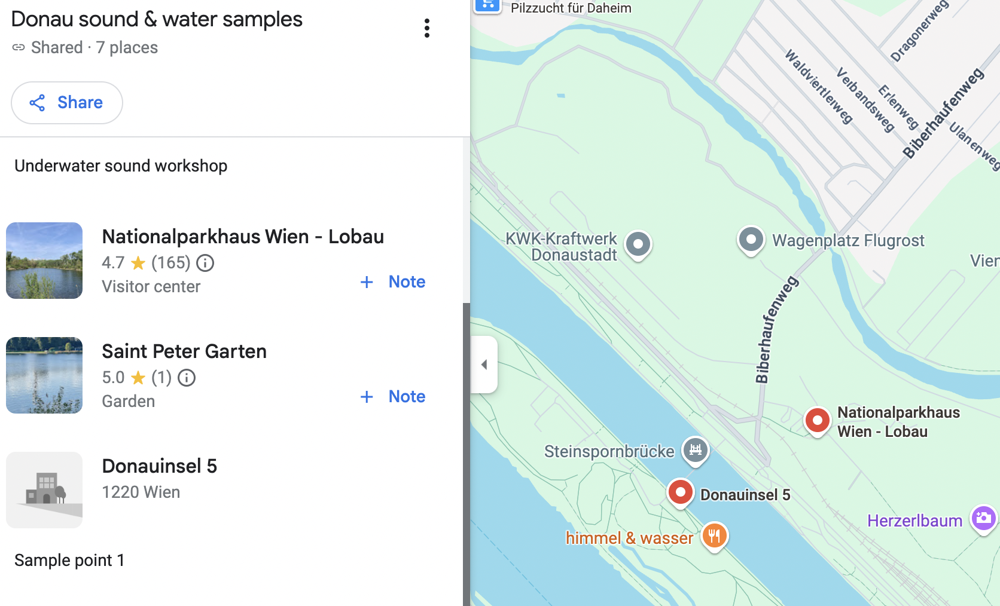 Donau sound & water samples
Shared · 7 places
Share
Underwater sound workshop
Nationalparkhaus Wien - Lobau
4.7 ★ (165)
Visitor center
+ Note
Saint Peter Garten
5.0 ★ (1)
Garden
+ Note
Donauinsel 5
1220 Wien
Sample point 1
Pilzzucht für Daheim
Dragonerweg
Waldviertlerweg
Verbandsweg
Erlenweg
Biberhaufenweg
Ulanenweg
KWK-Kraftwerk
Donaustadt
Wagenplatz Flugrost
Vien
Biberhaufenweg
Nationalparkhaus
Wien - Lobau
Steinspornbrücke
Donauinsel 5
Herzerlbaum
himmel & wasser